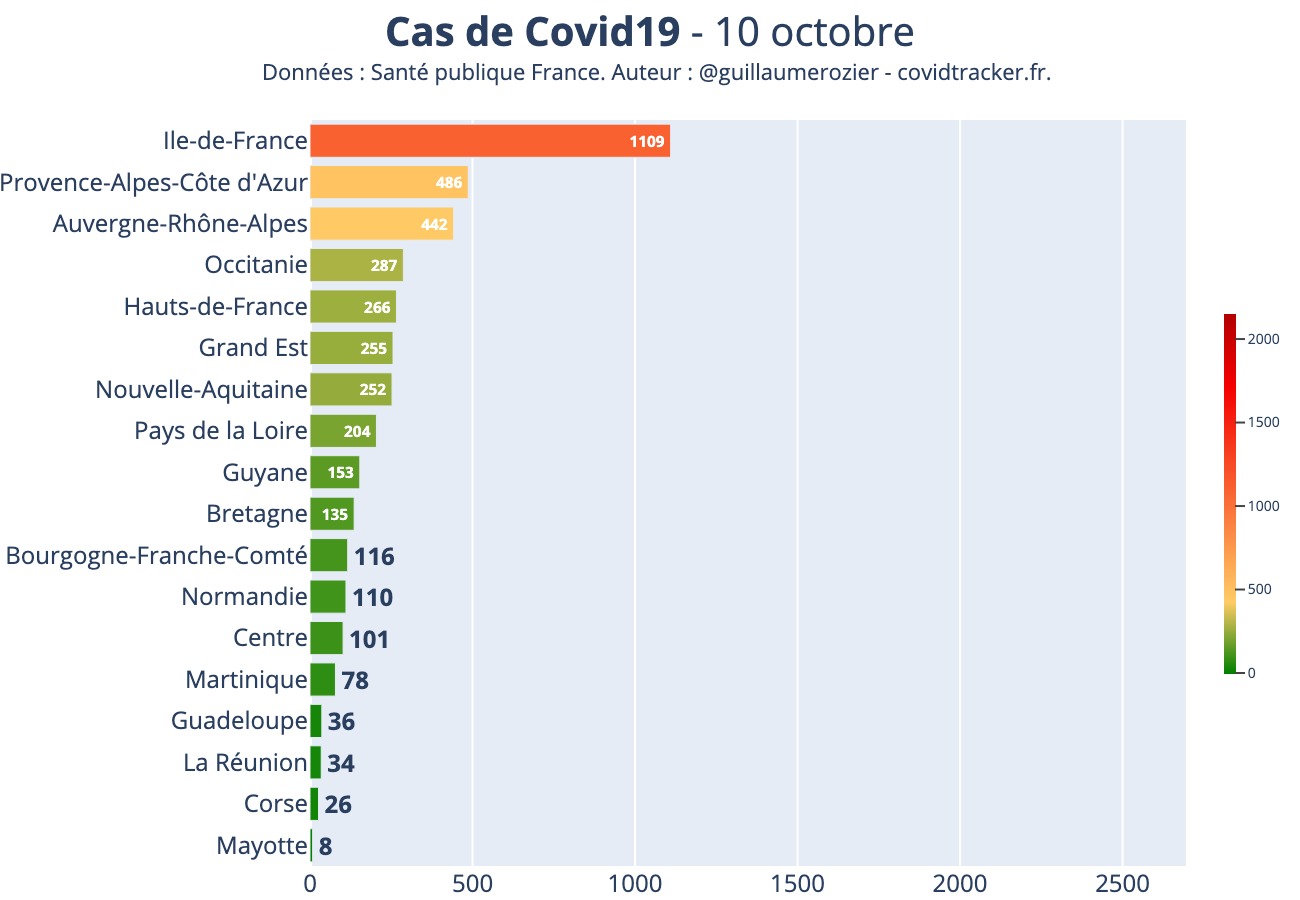 Cas de Covid19 - 10 octobre
Données : Santé publique France. Auteur : @guillaumerozier - covidtracker.fr.
Ile-de-France 1109
Provence-Alpes-Côte d'Azur 486
Auvergne-Rhône-Alpes 442
Occitanie 287
Hauts-de-France 266
Grand Est 255
Nouvelle-Aquitaine 252
Pays de la Loire 204
Guyane 153
Bretagne 135
Bourgogne-Franche-Comté 116
Normandie 110
Centre 101
Martinique 78
Guadeloupe 36
La Réunion 34
Corse 26
Mayotte 8
0 500 1000 1500 2000 2500
2000
1500
1000
500
0